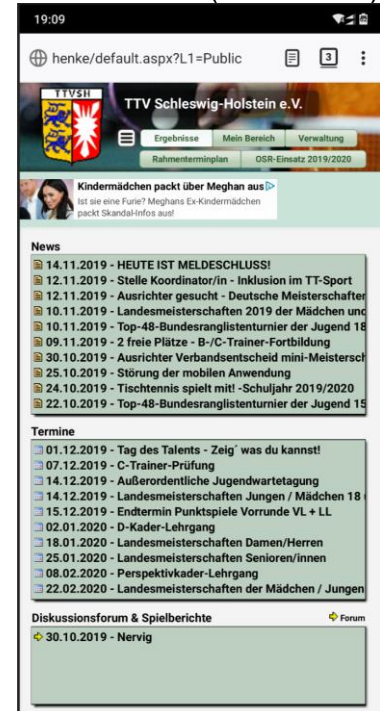 19:09
henke/default.aspx?L1=Public
3
TTVSH
TTV Schleswig-Holstein e.V.
Ergebnisse Mein Bereich Verwaltung
Rahmenterminplan OSR-Einsatz 2019/2020
Kindermädchen packt über Meghan aus
Ist sie eine Furie? Meghans Ex-Kindermädchen
packt Skandal-Infos aus!
News
14.11.2019 - HEUTE IST MELDESCHLUSS!
12.11.2019 - Stelle Koordinator/in - Inklusion im TT-Sport
12.11.2019 - Ausrichter gesucht - Deutsche Meisterschaften
10.11.2019 - Landesmeisterschaften 2019 der Mädchen und
10.11.2019 - Top-48-Bundesranglistenturnier der Jugend 18
09.11.2019 - 2 freie Plätze - B-/C-Trainer-Fortbildung
30.10.2019 - Ausrichter Verbandsentscheid mini-Meistersch
25.10.2019 - Störung der mobilen Anwendung
24.10.2019 - Tischtennis spielt mit! -Schuljahr 2019/2020
22.10.2019 - Top-48-Bundesranglistenturnier der Jugend 15
Termine
01.12.2019 - Tag des Talents - Zeig´ was du kannst!
07.12.2019 - C-Trainer-Prüfung
14.12.2019 - Außerordentliche Jugendwartetagung
14.12.2019 - Landesmeisterschaften Jungen / Mädchen 18
15.12.2019 - Endtermin Punktspiele Vorrunde VL + LL
02.01.2020 - D-Kader-Lehrgang
18.01.2020 - Landesmeisterschaften Damen/Herren
25.01.2020 - Landesmeisterschaften Senioren/innen
08.02.2020 - Perspektivkader-Lehrgang
22.02.2020 - Landesmeisterschaften der Mädchen / Jungen
Diskussionsforum & Spielberichte Forum
30.10.2019 - Nervig